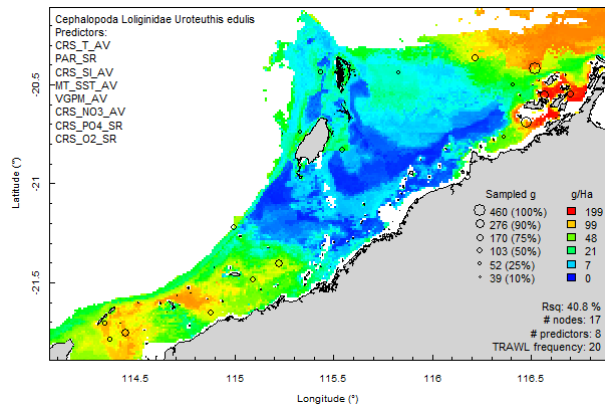 Cephalopoda Loliginidae Uroteuthis edulis
Predictors:
CRS_T_AV
PAR_SR
CRS_SI_AV
MT_SST_AV
VGPM_AV
CRS_NO3_AV
CRS_PO4_SR
CRS_O2_SR
-20.5
-21
-21.5
Latitude (°)
Sampled g g/Ha
460 (100%) 199
276 (90%) 99
170 (75%) 48
103 (50%) 21
52 (25%) 7
39 (10%) 0
Rsq: 40.8 %
# nodes: 17
# predictors: 8
TRAWL frequency: 20
114.5 115 115.5 116 116.5
Longitude (°)